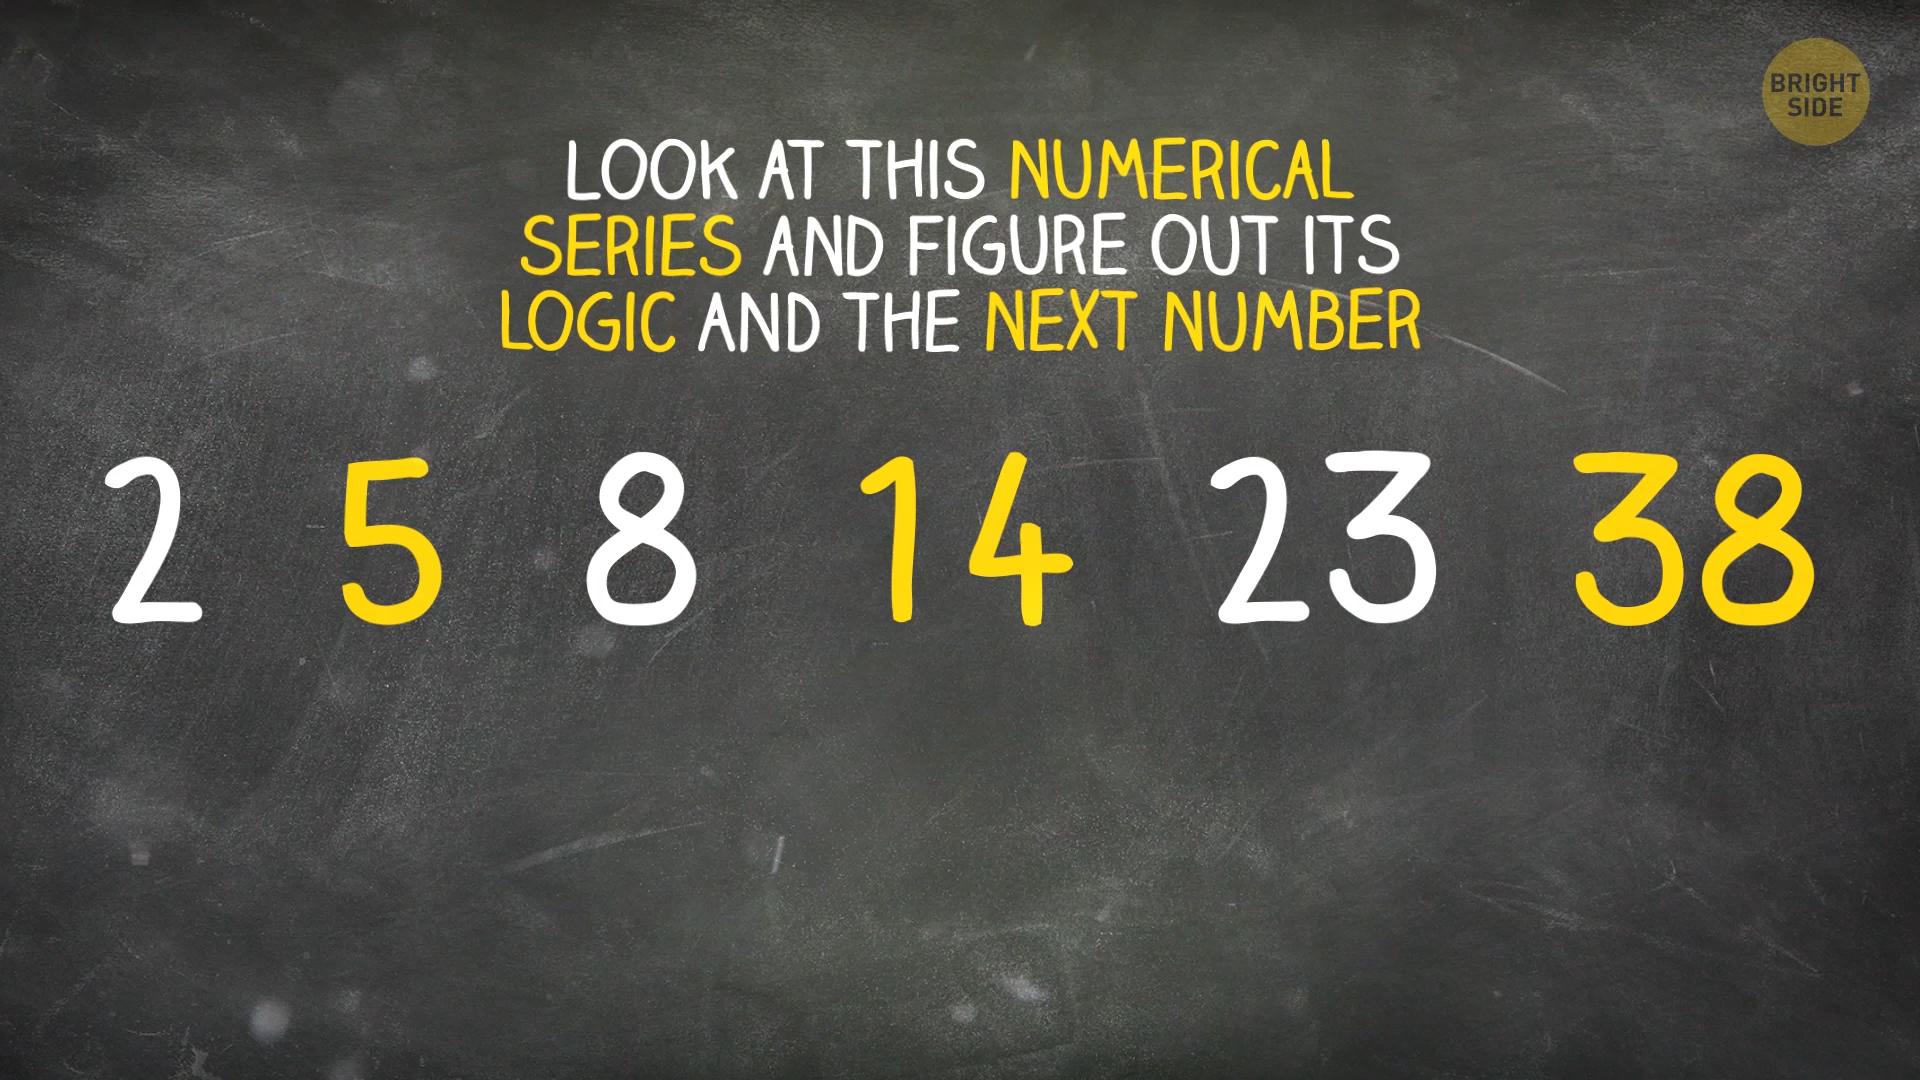 BRIGHT
SIDE
LOOK AT THIS NUMERICAL
SERIES AND FIGURE OUT ITS
LOGIC AND THE NEXT NUMBER
2 5 8 14 23 38